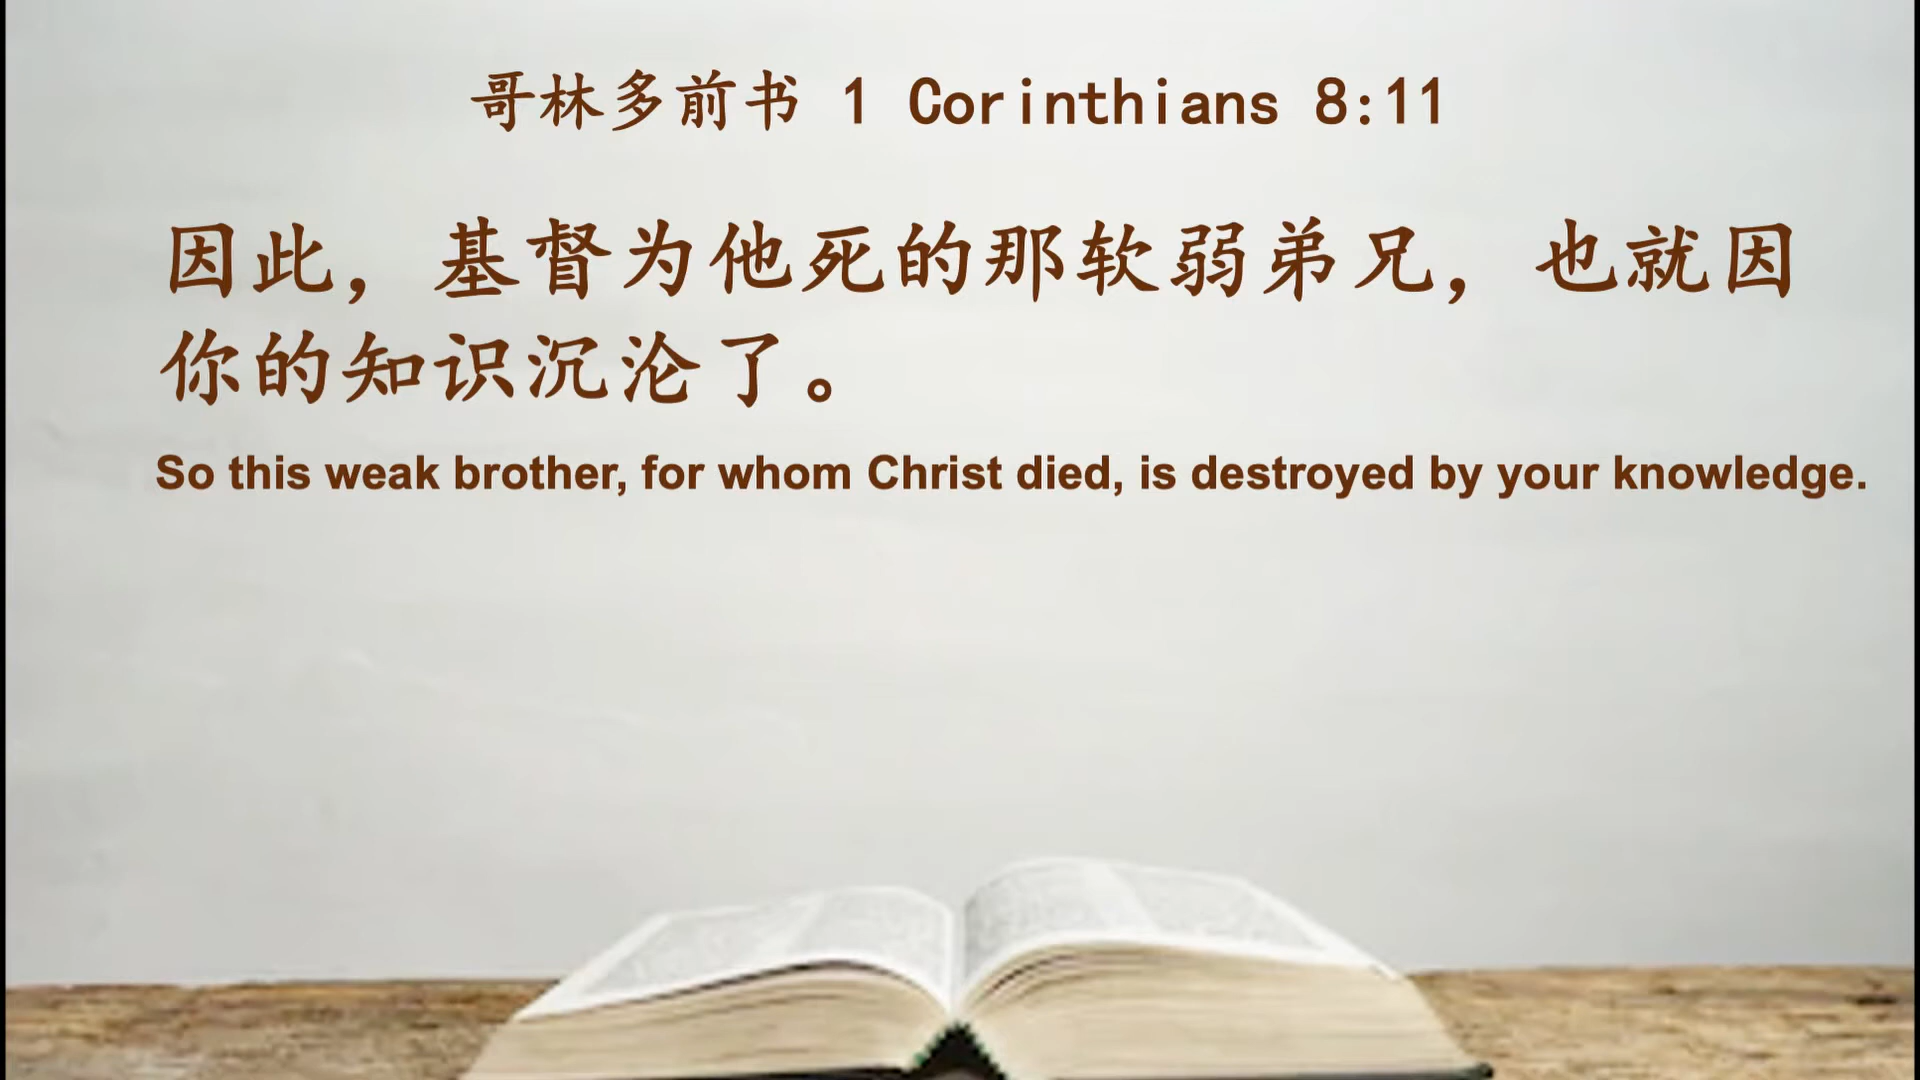 哥林多前书 1 Corinthians 8:11
因此，基督为他死的那软弱弟兄，也就因
你的知识沉沦了。
So this weak brother, for whom Christ died, is destroyed by your knowledge.